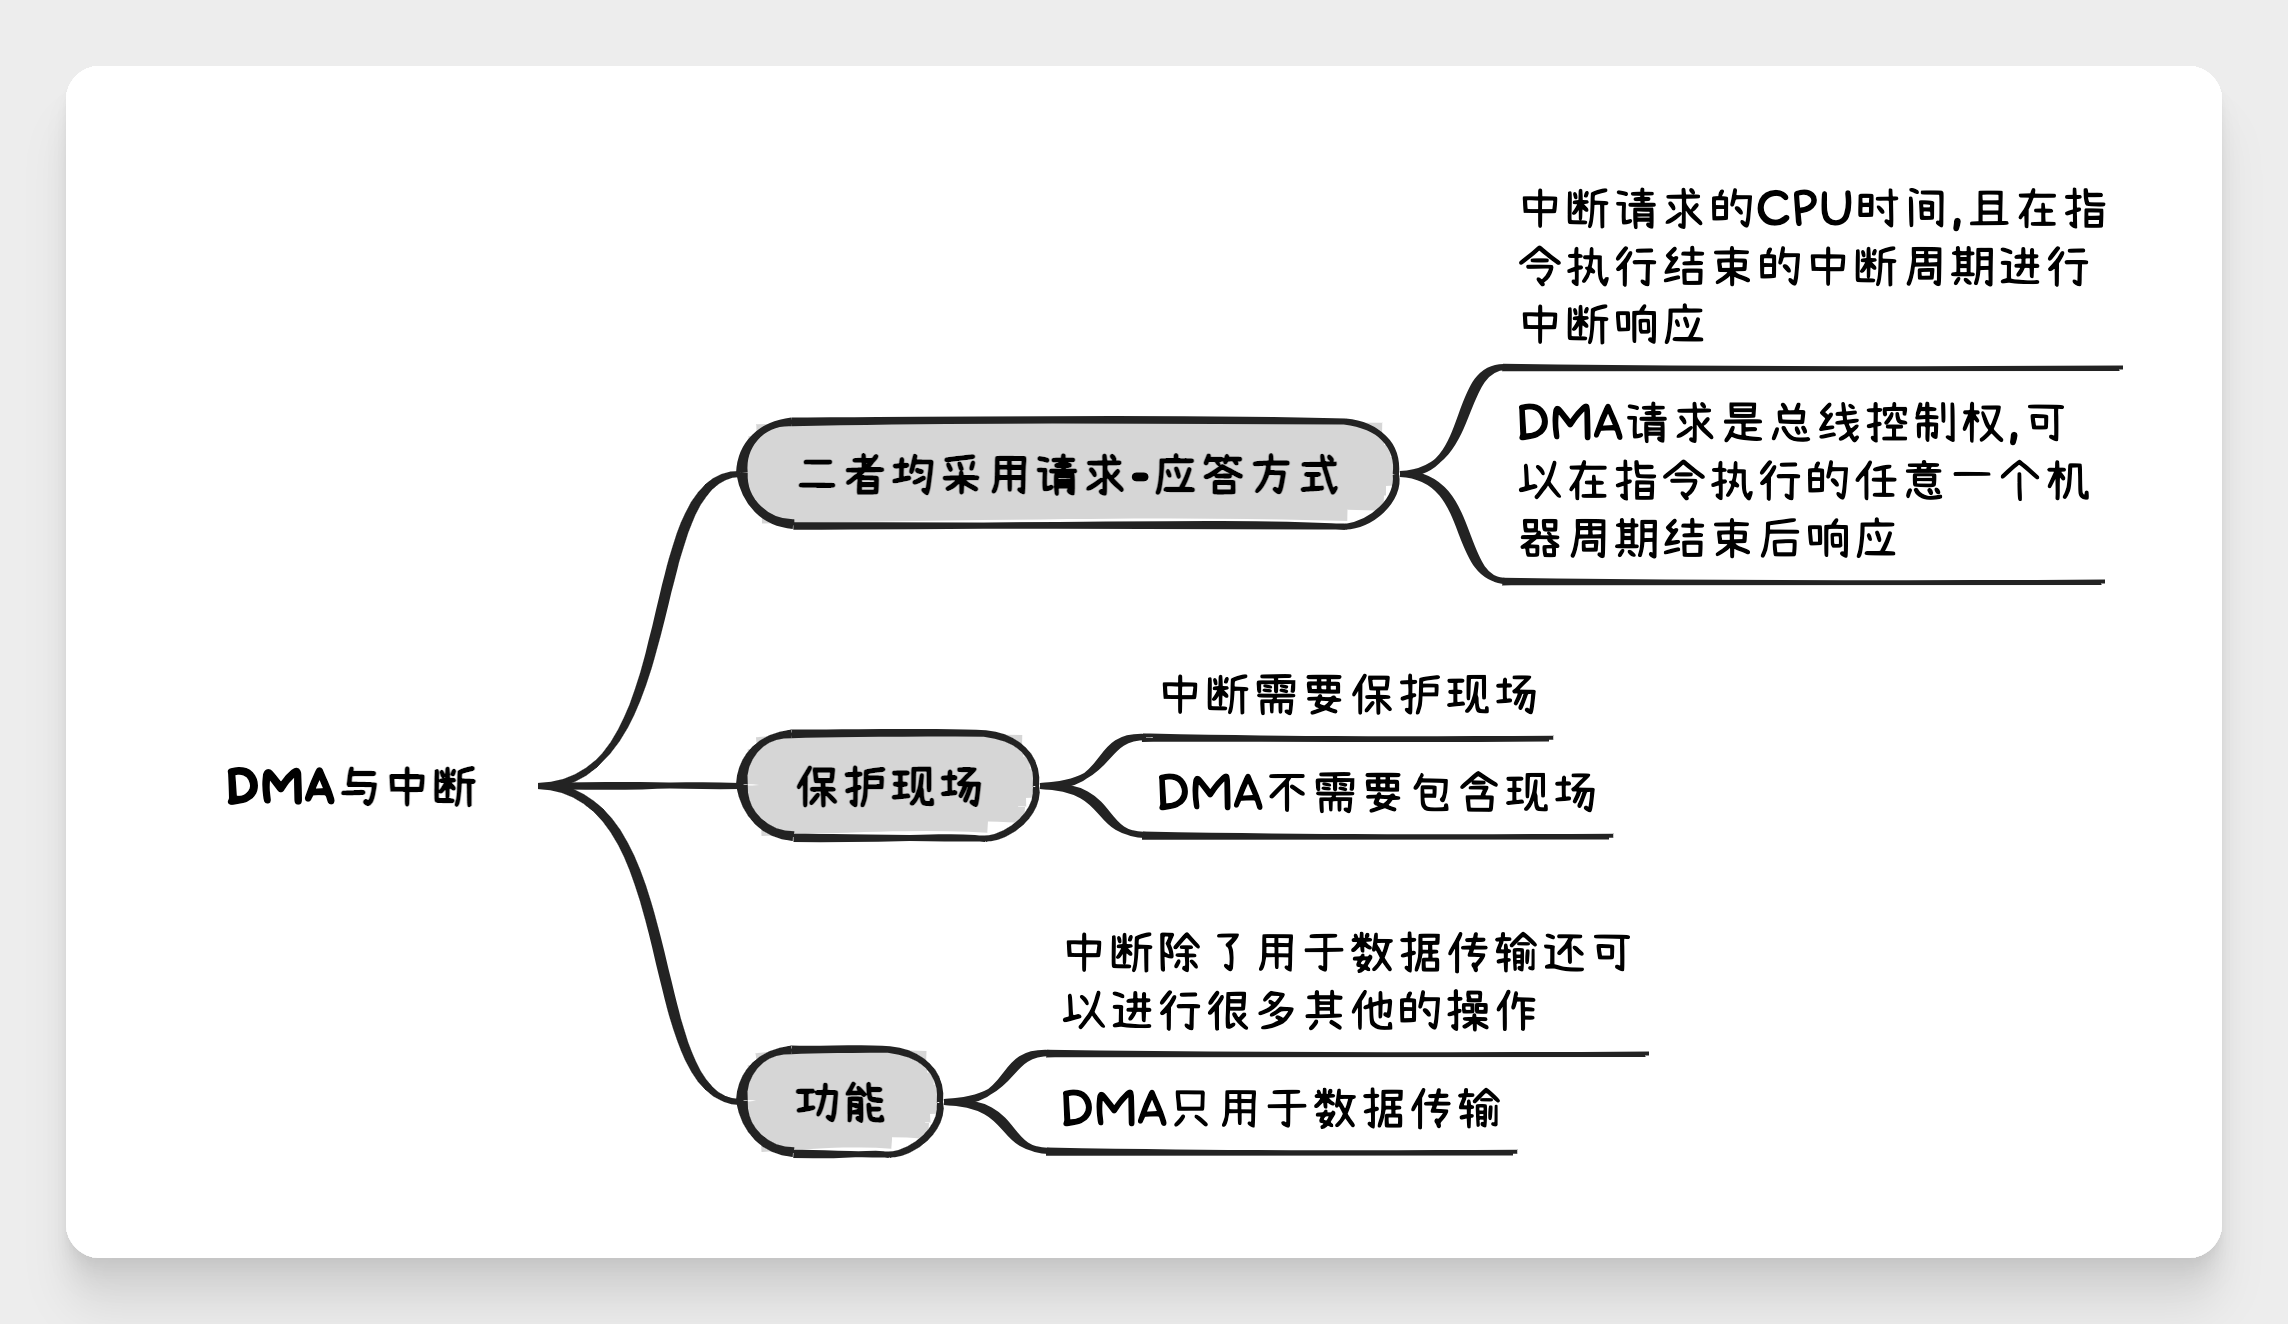 中断请求的CPU时间,且在指
令执行结束的中断周期进行
中断响应
DMA请求是总线控制权,可
以在指令执行的任意一个机
器周期结束后响应
二者均采用请求-应答方式
中断需要保护现场
DMA不需要包含现场
保护现场
DMA与中断
中断除了用于数据传输还可
以进行很多其他的操作
DMA只用于数据传输
功能